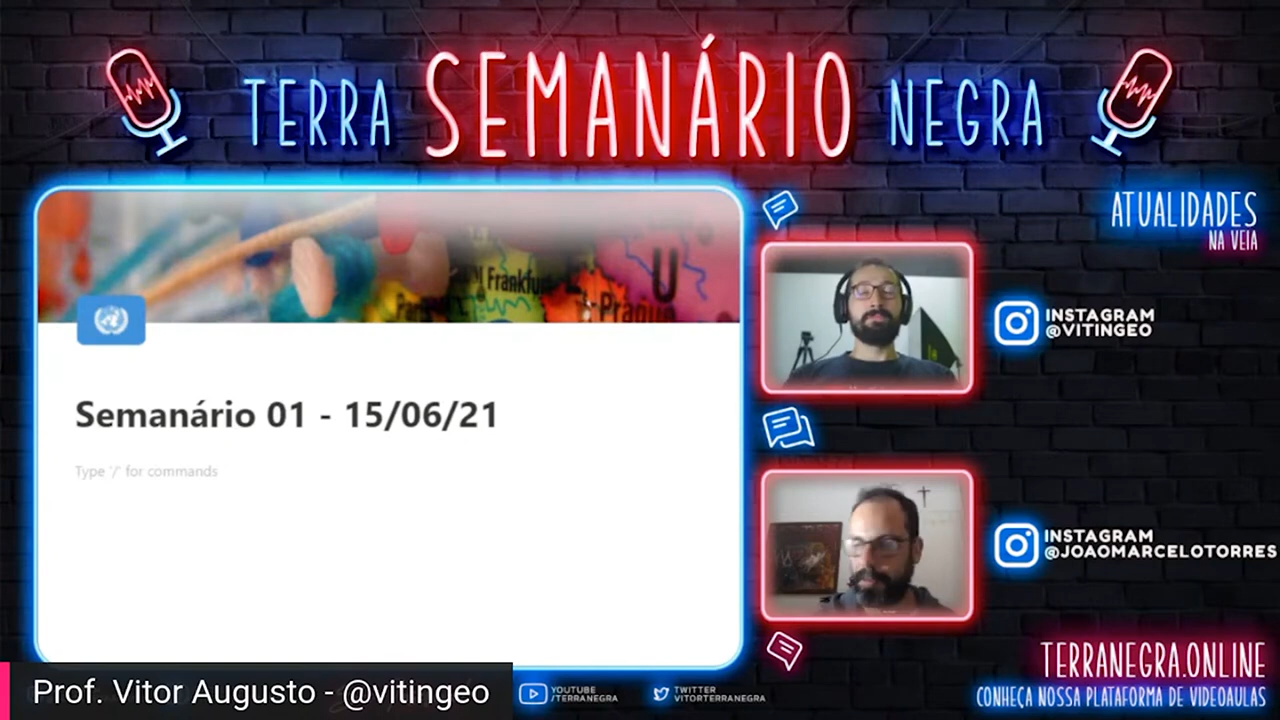 TERRA SEMANÁRIO NEGRA
ATUALIDADES
NA VEIA
Frankfu
Paris
Prague
U
INSTAGRAM
@VITINGEO
Semanário 01 - 15/06/21
Type '/' for commands
INSTAGRAM
@JOAOMARCELOTORRES
TERRANEGRA.ONLINE
CONHEÇA NOSSA PLATAFORMA DE VIDEOAULAS
Prof. Vitor Augusto - @vitingeo
YOUTUBE
/TERRANEGRA
TWITTER
VITORTERRANEGRA